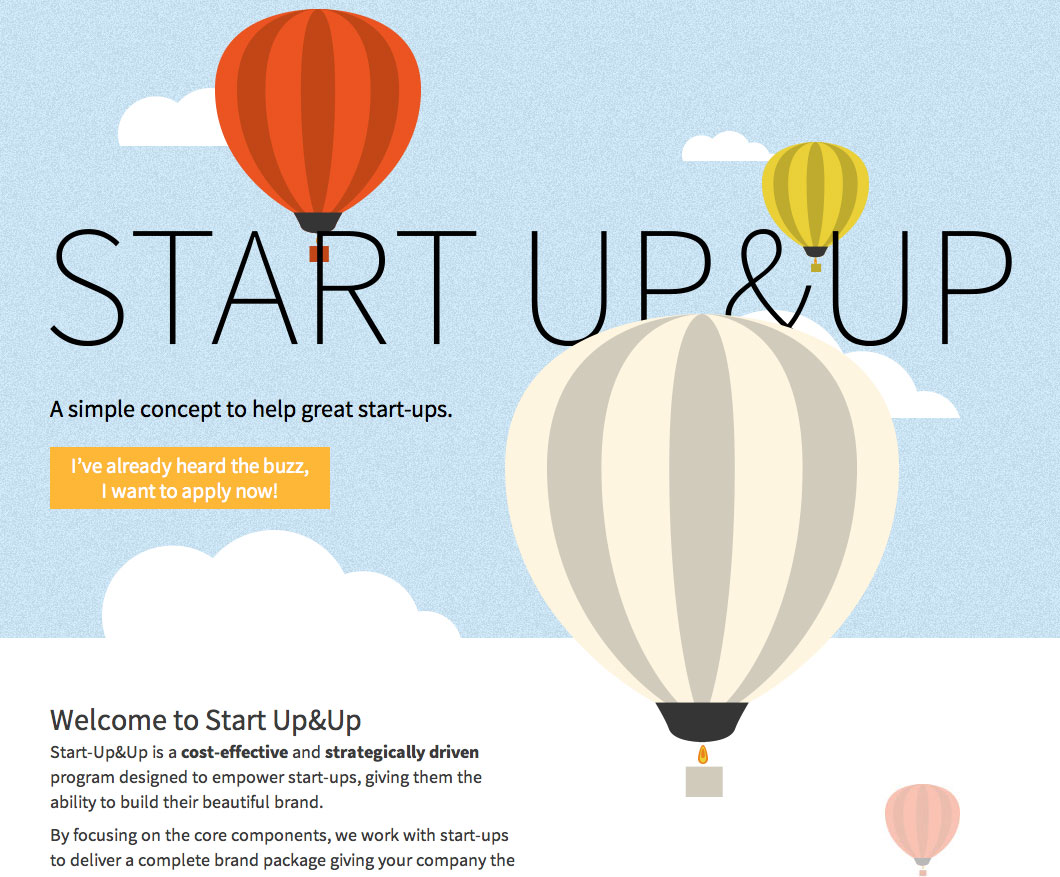 START UP&UP
A simple concept to help great start-ups.
I've already heard the buzz,
I want to apply now!
Welcome to Start Up&Up
Start-Up&Up is a cost-effective and strategically driven
program designed to empower start-ups, giving them the
ability to build their beautiful brand.
By focusing on the core components, we work with start-ups
to deliver a complete brand package giving your company the